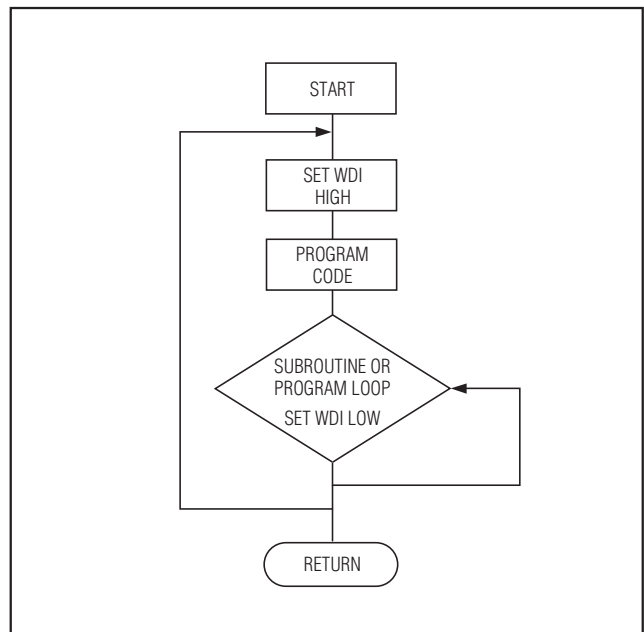 START
SET WDI
HIGH
PROGRAM
CODE
SUBROUTINE OR
PROGRAM LOOP
SET WDI LOW
RETURN